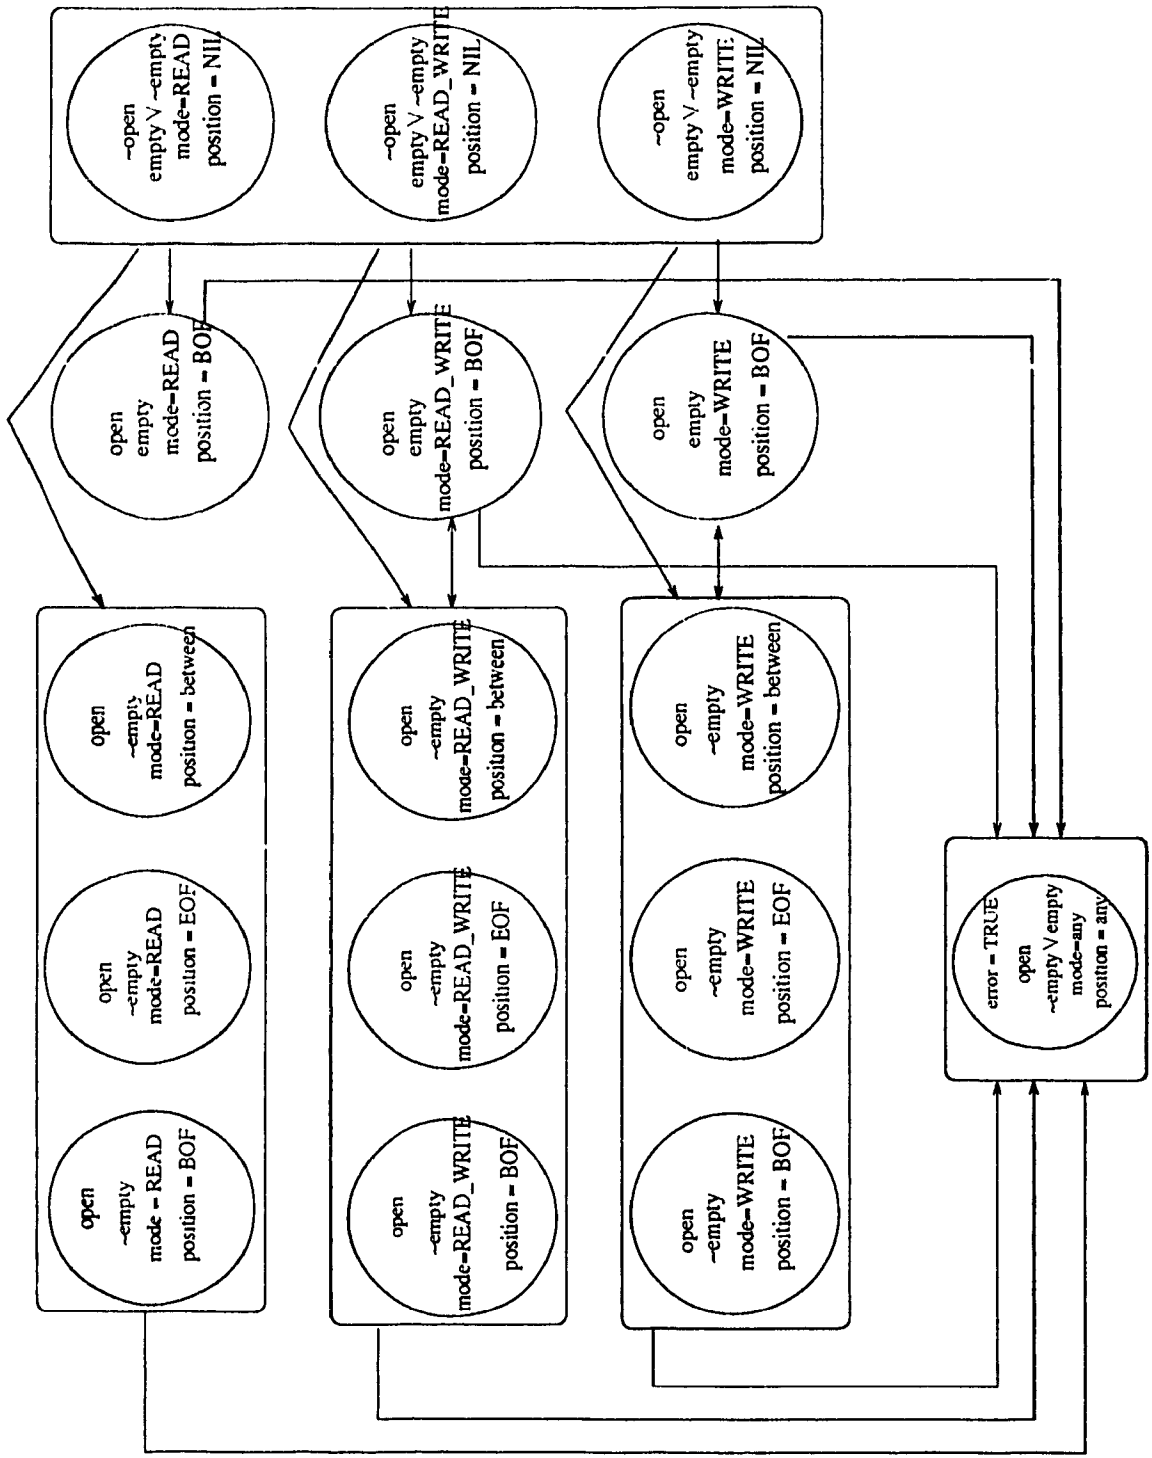 open
~empty
mode = READ
position = BOF
open
~empty
mode=READ
position = EOF
open
~empty
mode=READ
position = between
open
empty
mode=READ
position = BOF
~open
empty V ~empty
mode=READ
position = NIL
open
~empty
mode=READ_WRITE
position = BOF
open
~empty
mode=READ_WRITE
position = EOF
open
~empty
mode=READ_WRITE
position = between
open
empty
mode=READ_WRITE
position = BOF
~open
empty V ~empty
mode=READ_WRITE
position = NIL
open
~empty
mode=WRITE
position = BOF
open
~empty
mode=WRITE
position = EOF
open
~empty
mode=WRITE
position = between
open
empty
mode=WRITE
position = BOF
~open
empty V ~empty
mode=WRITE
position = NIL
error = TRUE
open
~empty V empty
mode=any
position = any